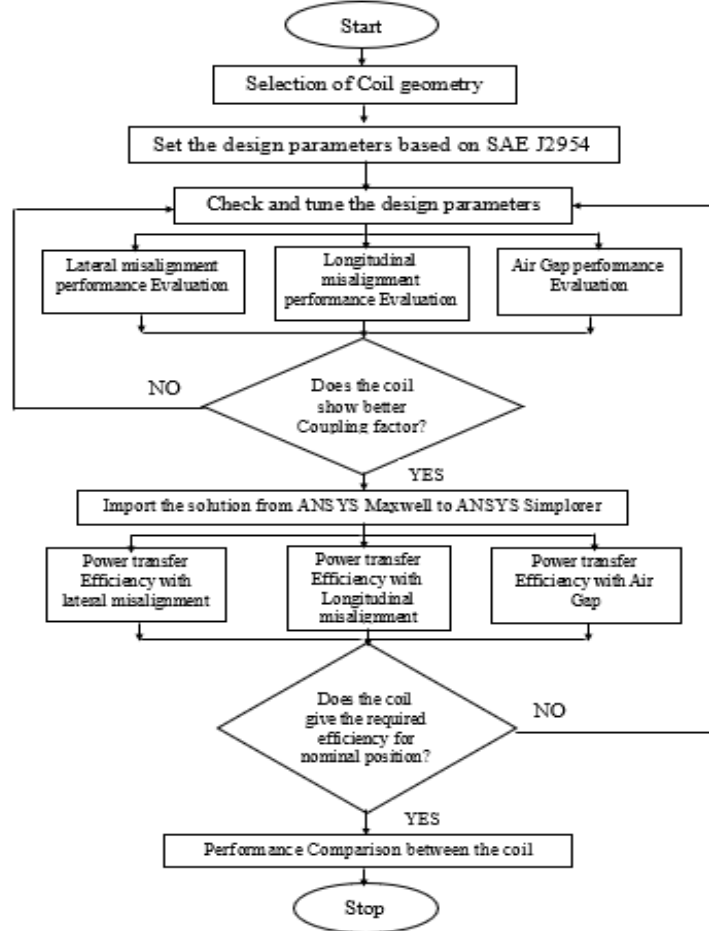 Start
Selection of Coil geometry
Set the design parameters based on SAE J2954
Check and tune the design parameters
Lateral misalignment
performance Evaluation
Longitudinal
misalignment
performance Evaluation
Air Gap performance
Evaluation
NO
Does the coil
show better
Coupling factor?
YES
Import the solution from ANSYS Maxwell to ANSYS Simplorer
Power transfer
Efficiency with
lateral misalignment
Power transfer
Efficiency with
Longitudinal
misalignment
Power transfer
Efficiency with Air
Gap
Does the coil
give the required
efficiency for
nominal position?
NO
YES
Performance Comparison between the coil
Stop